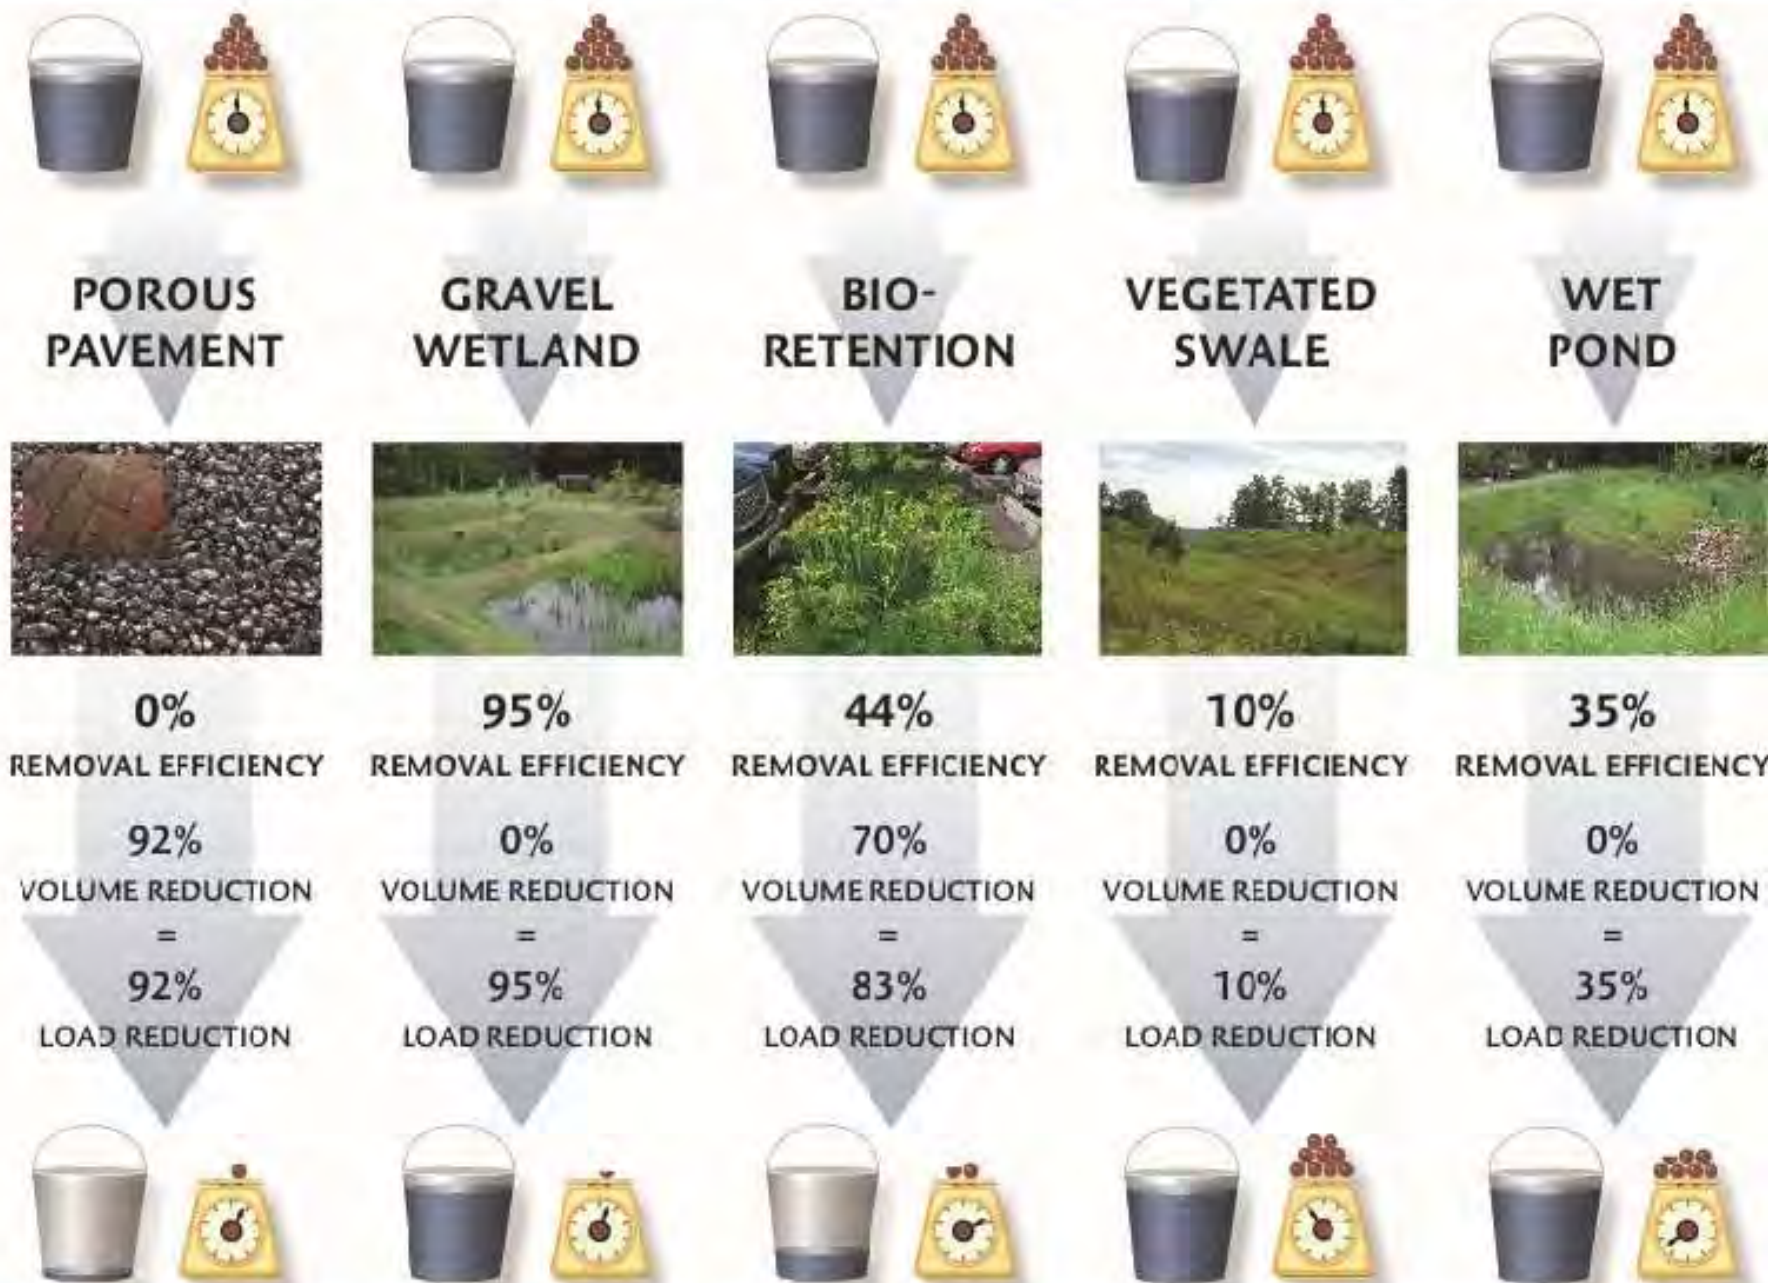 POROUS
PAVEMENT
GRAVEL
WETLAND
BIO-
RETENTION
VEGETATED
SWALE
WET
POND
0%
REMOVAL EFFICIENCY
92%
VOLUME REDUCTION
=
92%
LOAD REDUCTION
95%
REMOVAL EFFICIENCY
0%
VOLUME REDUCTION
=
95%
LOAD REDUCTION
44%
REMOVAL EFFICIENCY
70%
VOLUME REDUCTION
=
83%
LOAD REDUCTION
10%
REMOVAL EFFICIENCY
0%
VOLUME REDUCTION
=
10%
LOAD REDUCTION
35%
REMOVAL EFFICIENCY
0%
VOLUME REDUCTION
=
35%
LOAD REDUCTION